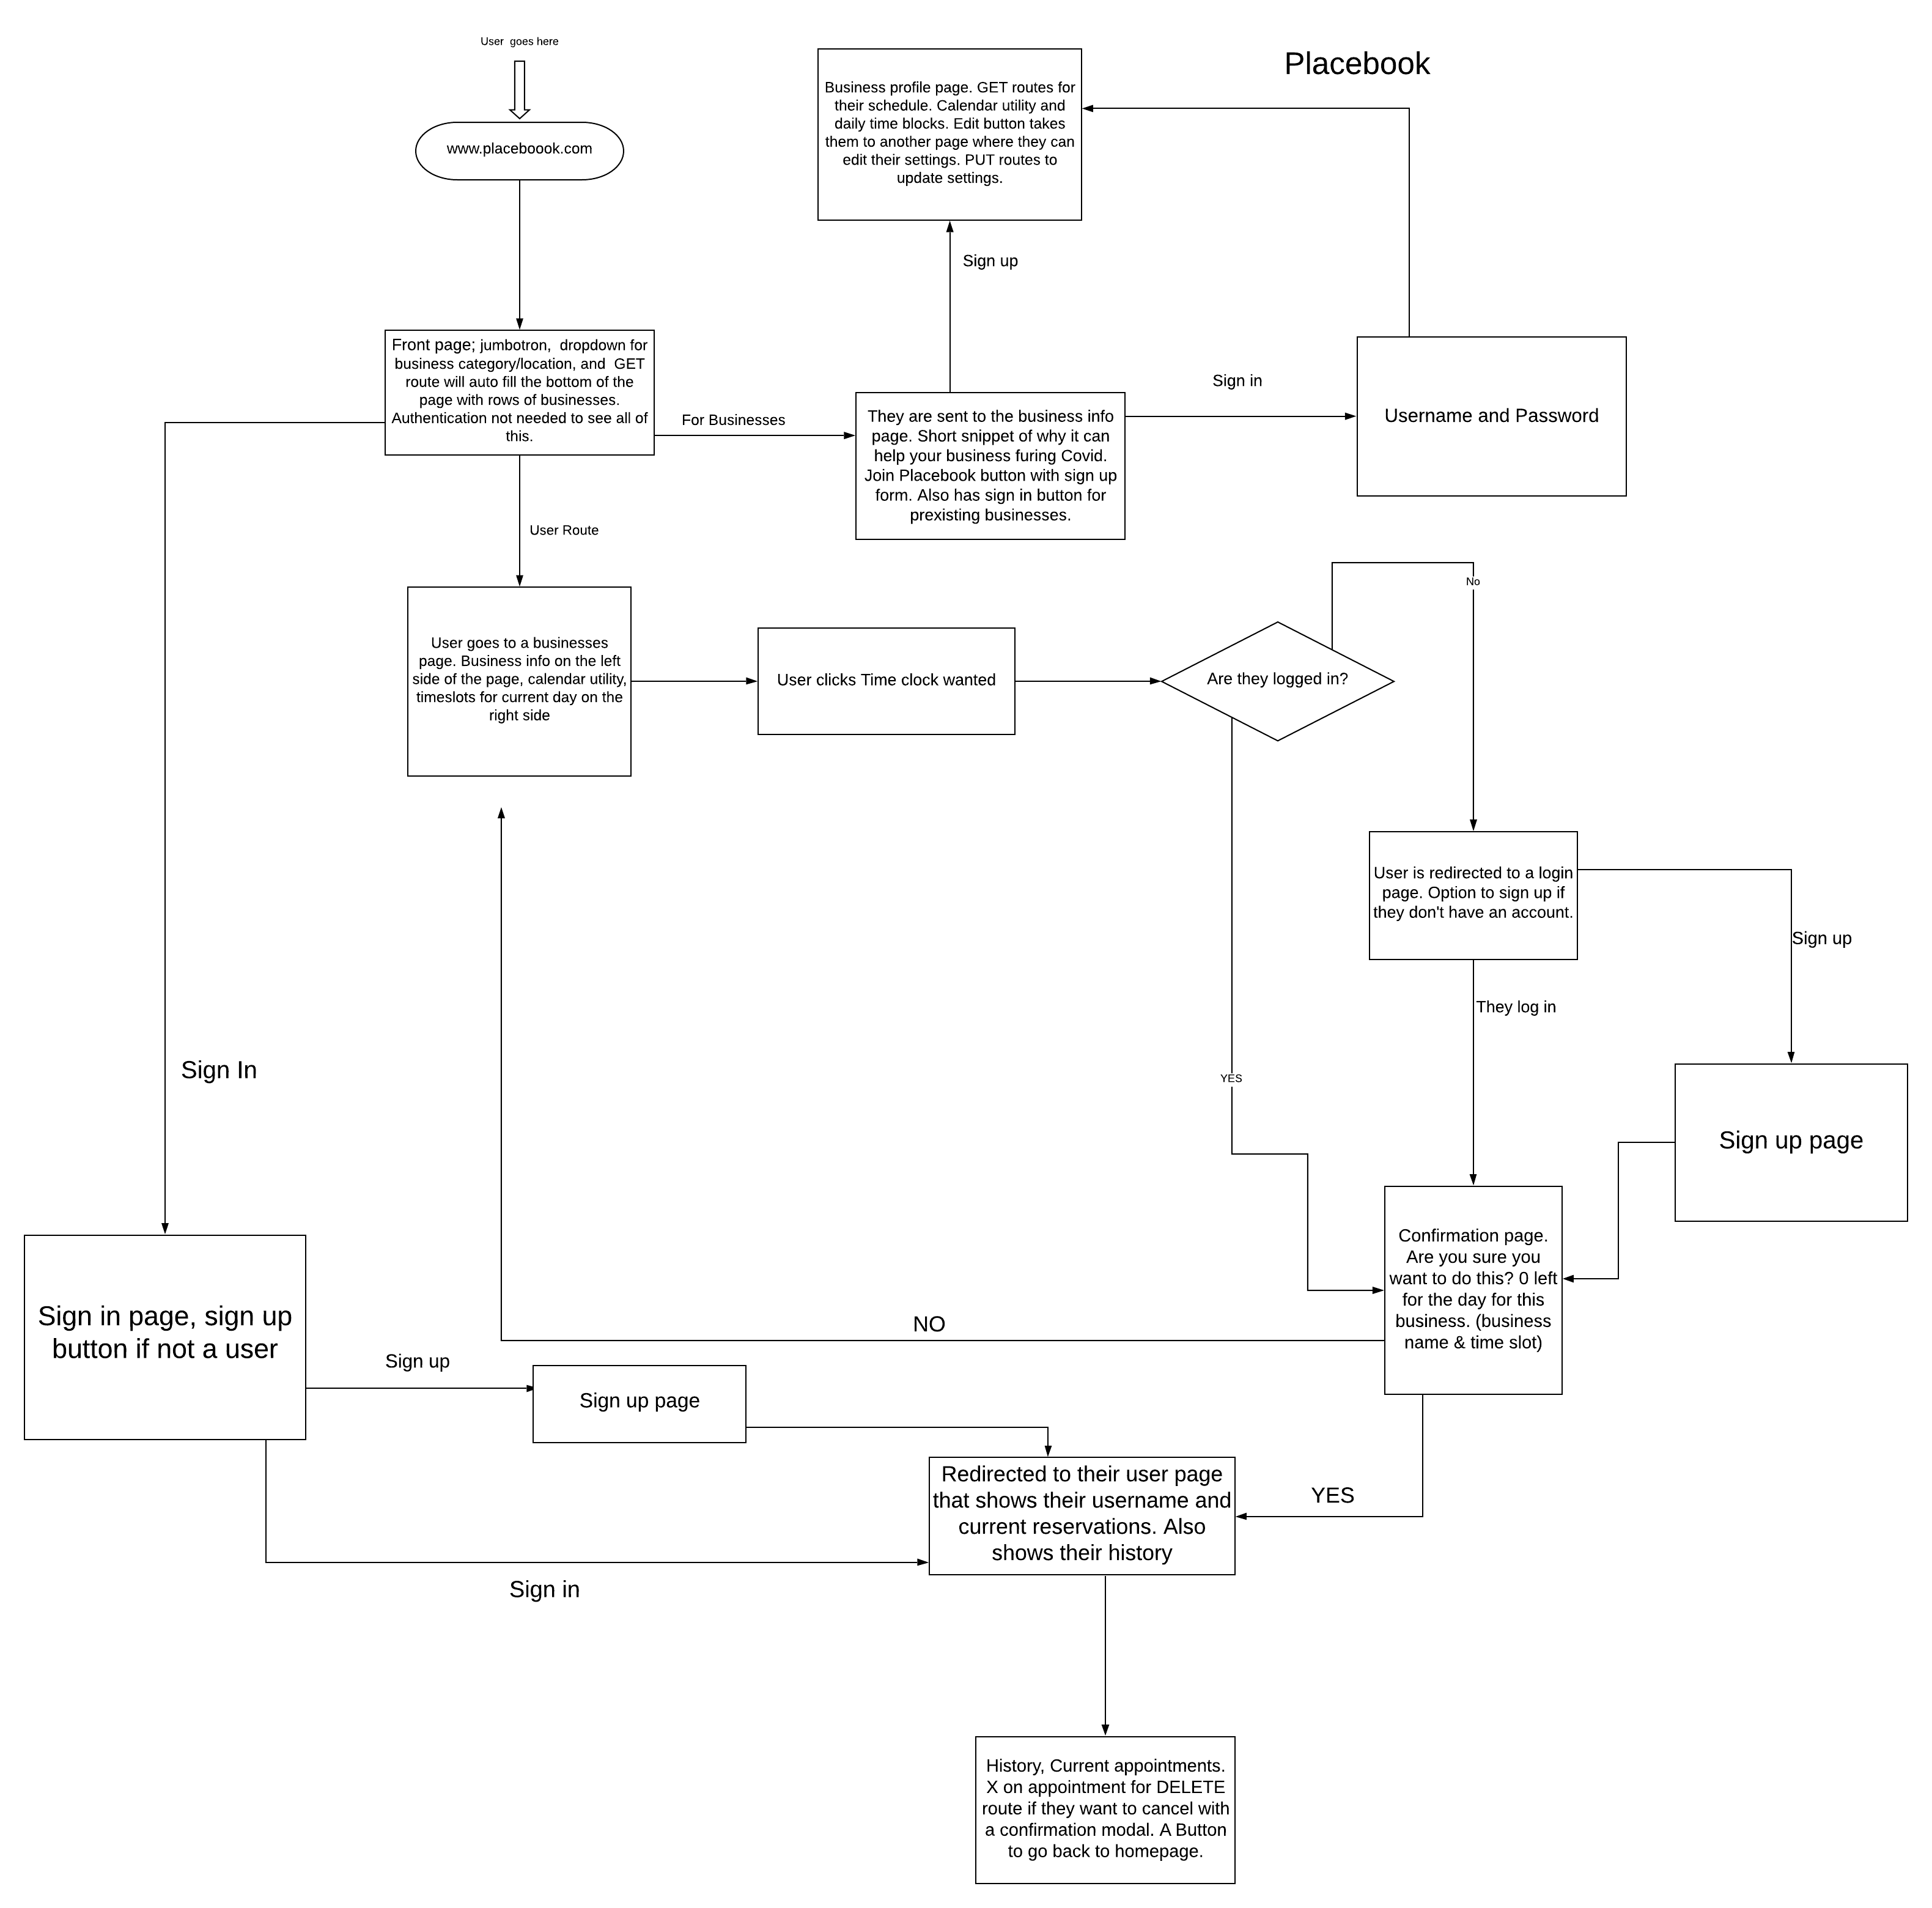 User  goes here
Placebook
www.placeboook.com
Business profile page. GET routes for
their schedule. Calendar utility and
daily time blocks. Edit button takes
them to another page where they can
edit their settings. PUT routes to
update settings.
Sign up
Front page; jumbotron,  dropdown for
business category/location, and  GET
route will auto fill the bottom of the
page with rows of businesses.
Authentication not needed to see all of
this.
For Businesses
They are sent to the business info
page. Short snippet of why it can
help your business furing Covid.
Join Placebook button with sign up
form. Also has sign in button for
prexisting businesses.
Sign in
Username and Password
User Route
No
User goes to a businesses
page. Business info on the left
side of the page, calendar utility,
timeslots for current day on the
right side
User clicks Time clock wanted
Are they logged in?
User is redirected to a login
page. Option to sign up if
they don't have an account.
Sign up
They log in
Sign In
YES
Sign up page
Confirmation page.
Are you sure you
want to do this? 0 left
for the day for this
business. (business
name & time slot)
NO
Sign in page, sign up
button if not a user
Sign up
Sign up page
Redirected to their user page
that shows their username and
current reservations. Also
shows their history
YES
Sign in
History, Current appointments.
X on appointment for DELETE
route if they want to cancel with
a confirmation modal. A Button
to go back to homepage.